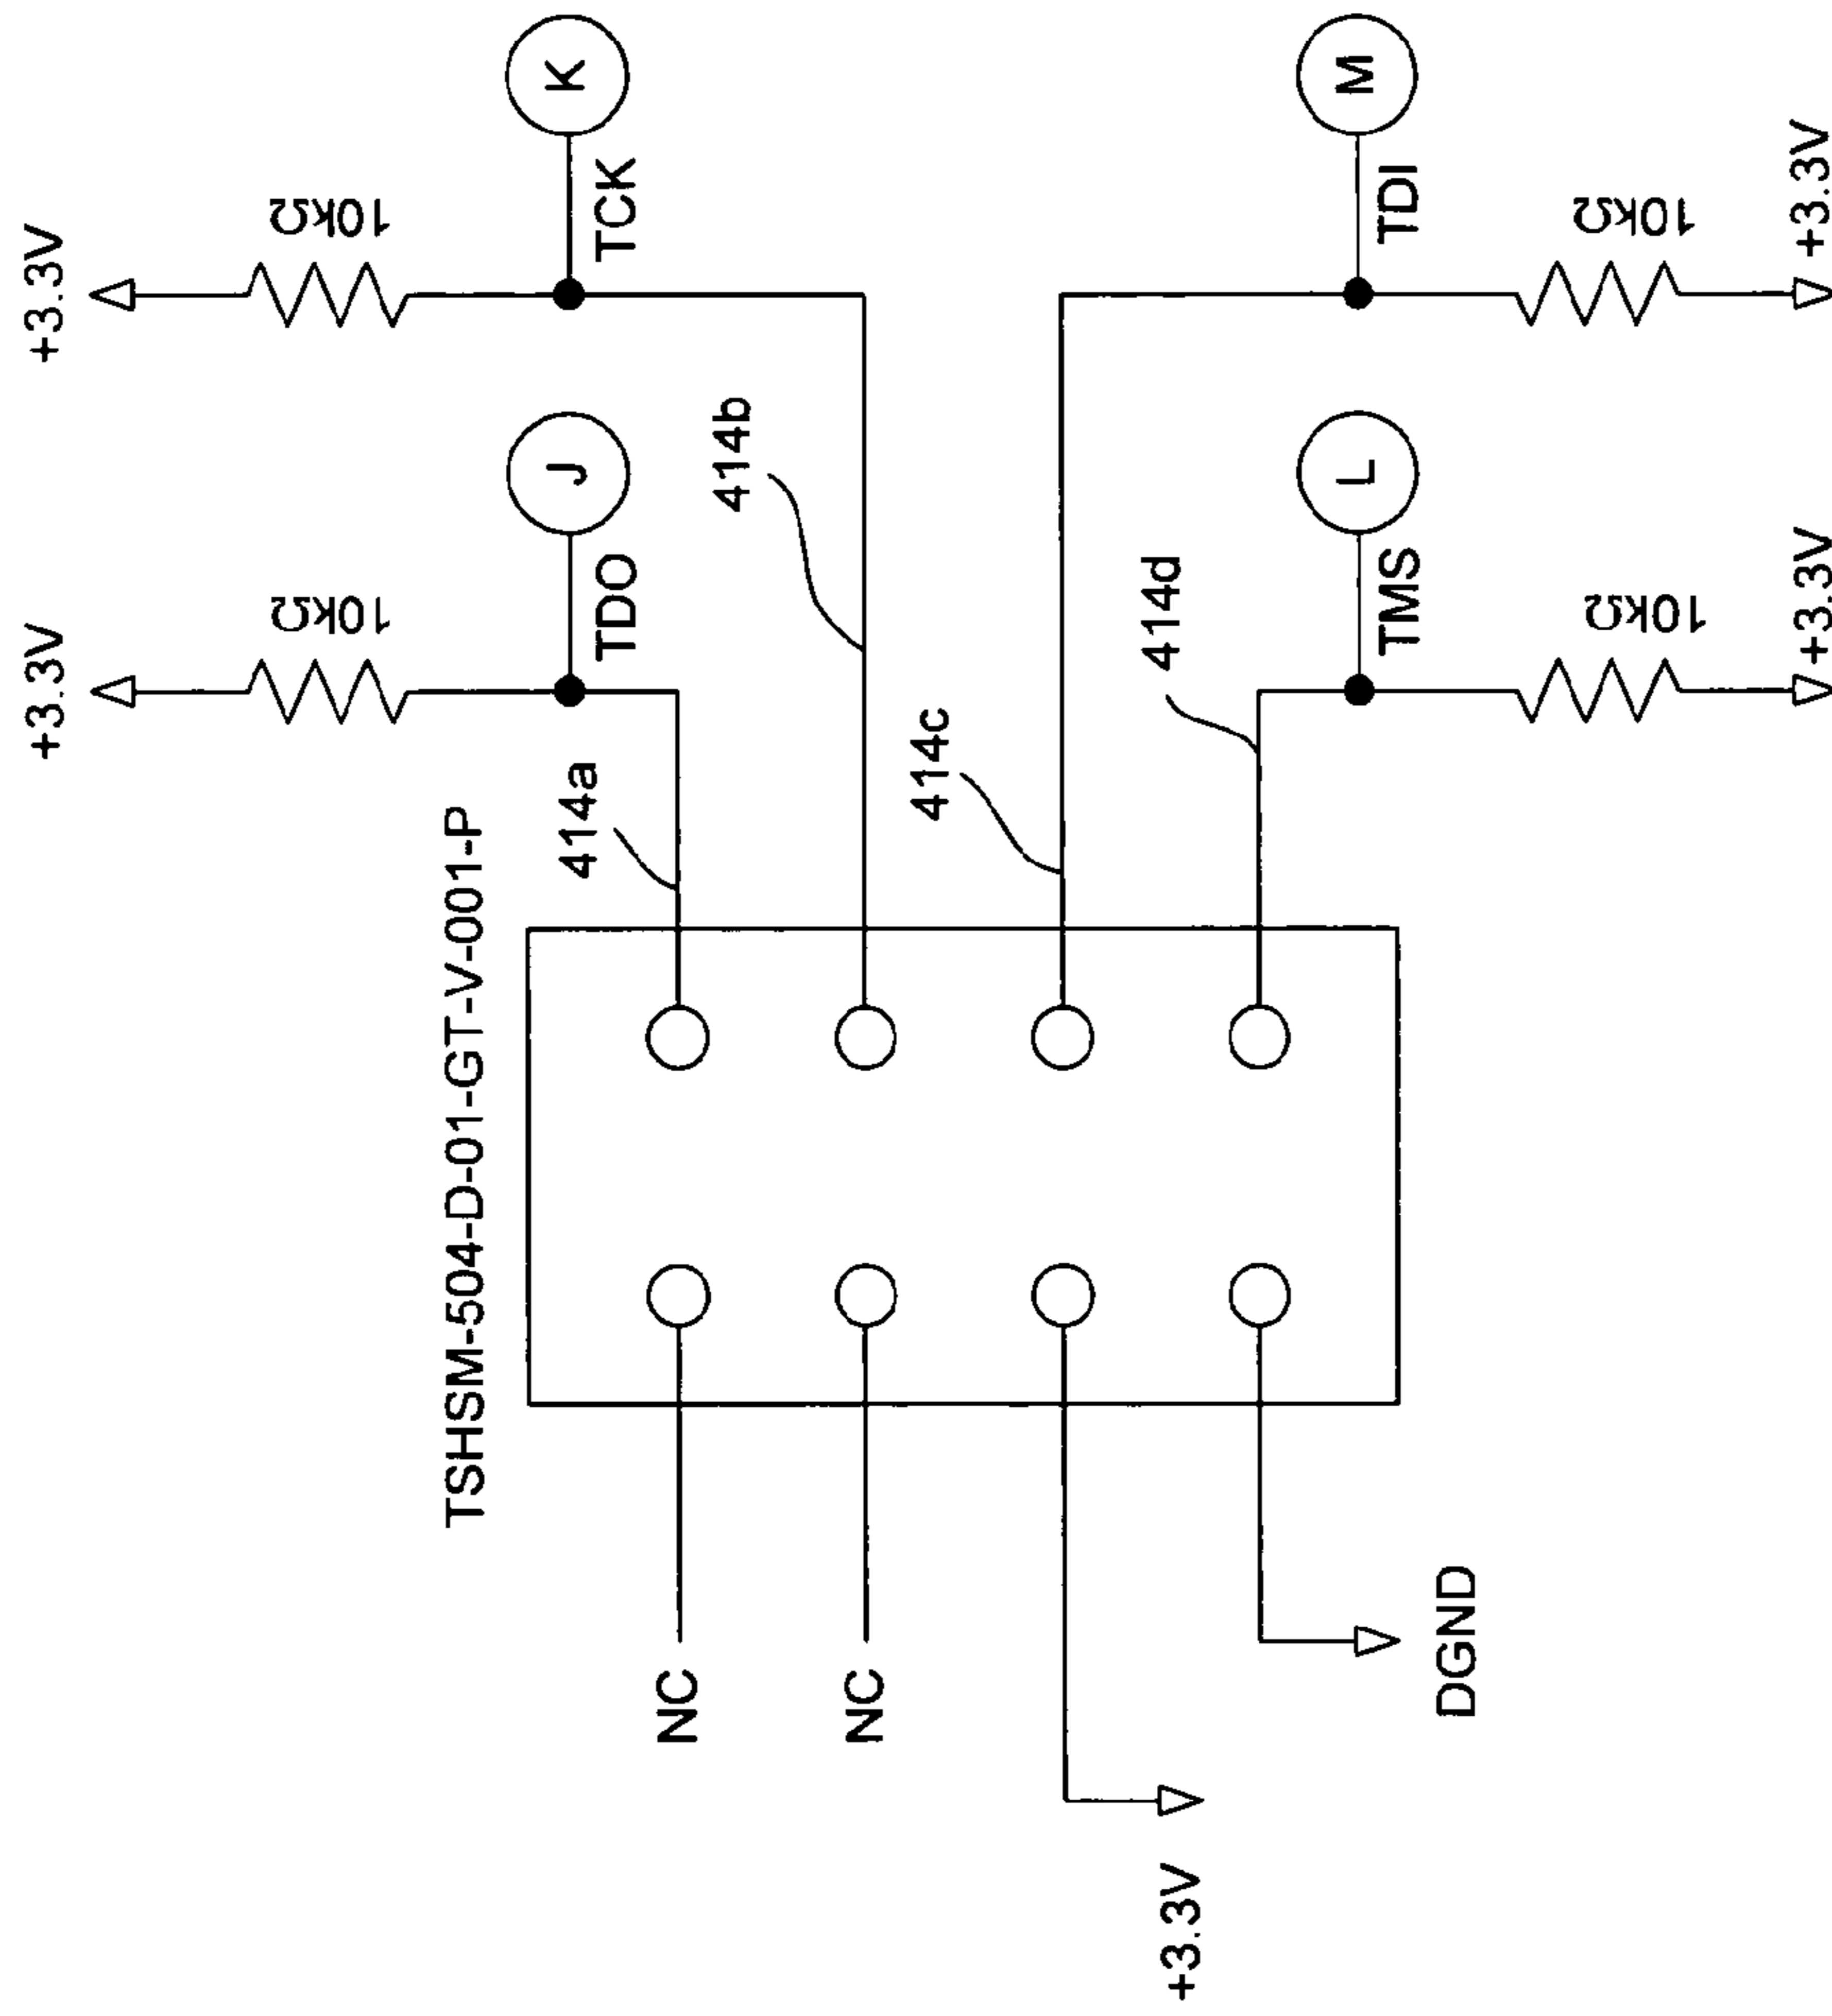 +3.3V
+3.3V
10kΩ
10kΩ
J
K
TDO
TCK
TSHSM-504-D-01-GT-V-001-P
414a
414b
NC
NC
414c
414d
+3.3V
DGND
L
M
TMS
TDI
10kΩ
10kΩ
+3.3V
+3.3V